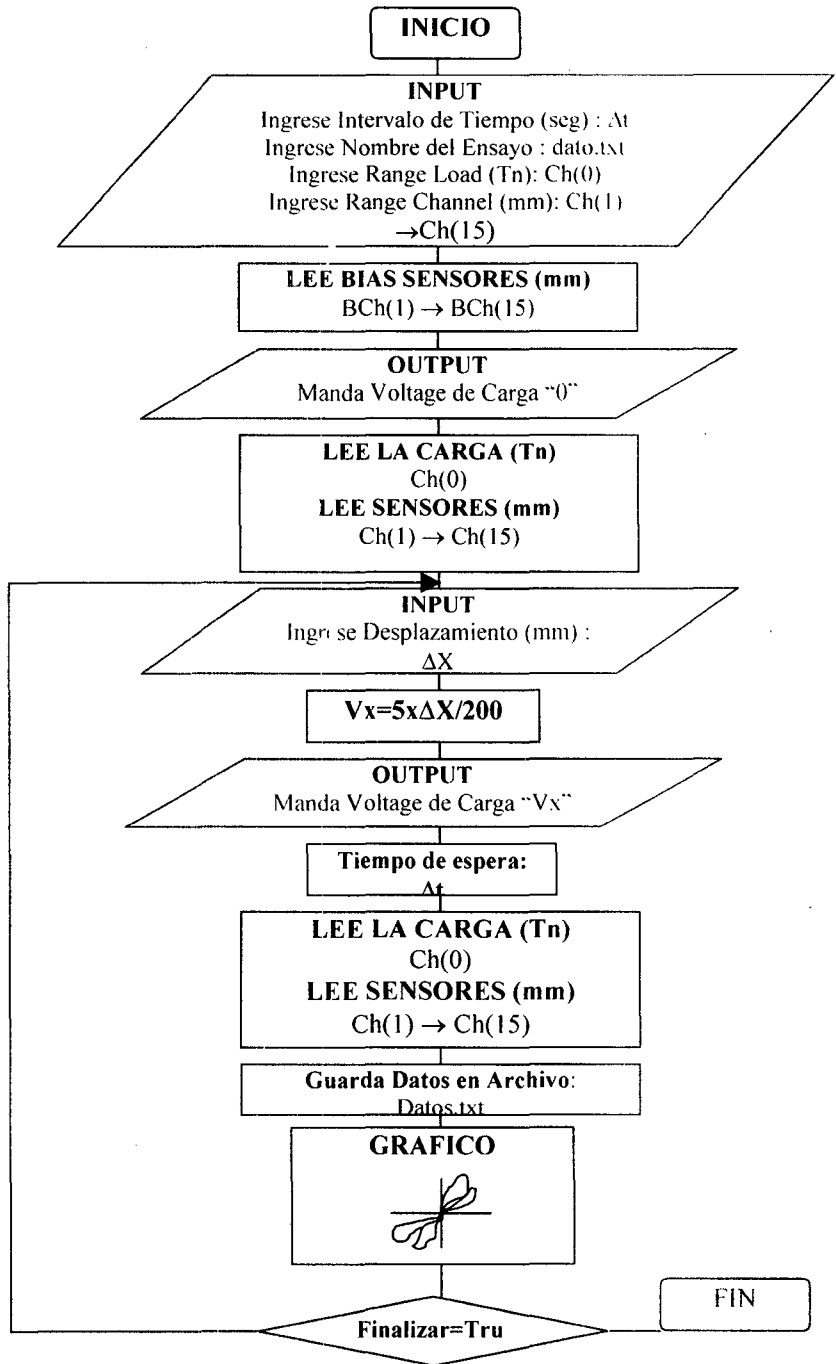 INICIO
INPUT
Ingrese Intervalo de Tiempo (seg) : Δt
Ingrese Nombre del Ensayo : dato.txt
Ingrese Range Load (Tn): Ch(0)
Ingrese Range Channel (mm): Ch(1)
→Ch(15)
LEE BIAS SENSORES (mm)
BCh(1) → BCh(15)
OUTPUT
Manda Voltage de Carga “0”
LEE LA CARGA (Tn)
Ch(0)
LEE SENSORES (mm)
Ch(1) → Ch(15)
INPUT
Ingrese Desplazamiento (mm) :
ΔX
Vx=5xΔX/200
OUTPUT
Manda Voltage de Carga “Vx”
Tiempo de espera:
Δt
LEE LA CARGA (Tn)
Ch(0)
LEE SENSORES (mm)
Ch(1) → Ch(15)
Guarda Datos en Archivo:
Datos.txt
GRAFICO
FIN
Finalizar=Tru